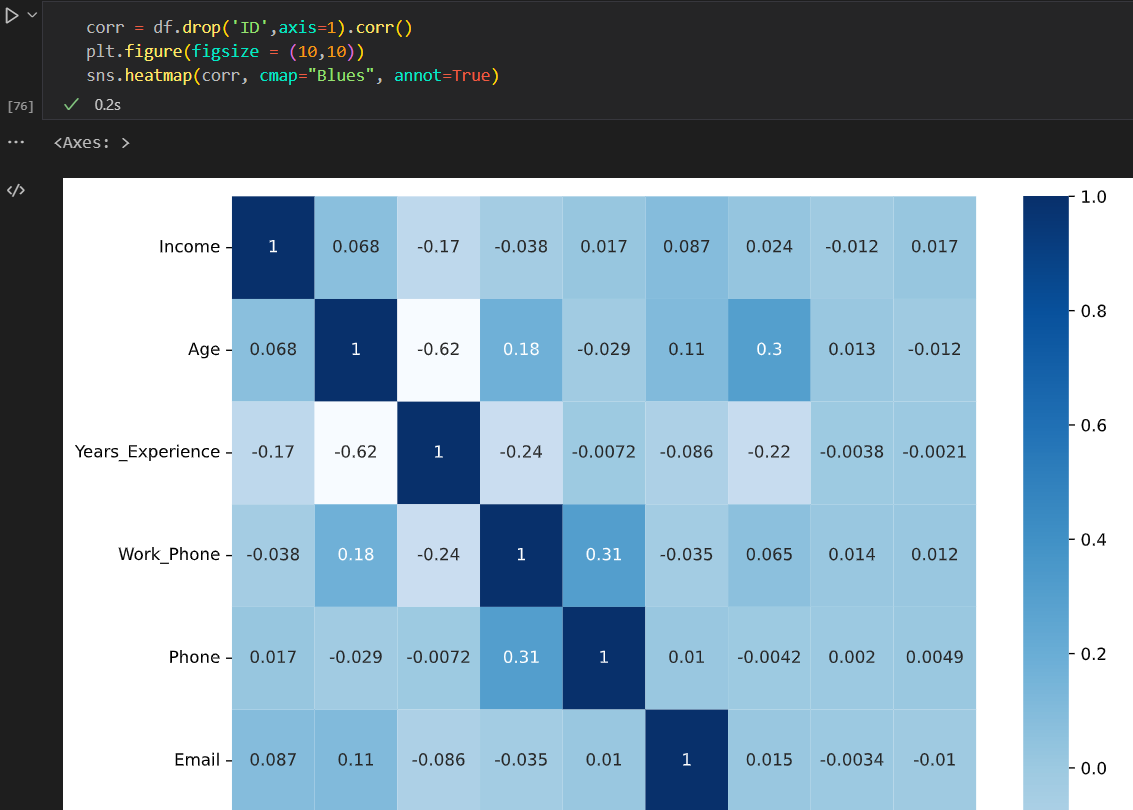 corr = df.drop('ID',axis=1).corr()
plt.figure(figsize = (10,10))
sns.heatmap(corr, cmap="Blues", annot=True)
[76] 0.2s
<Axes: >
Income 1 0.068 -0.17 -0.038 0.017 0.087 0.024 -0.012 0.017
Age 0.068 1 -0.62 0.18 -0.029 0.11 0.3 0.013 -0.012
Years_Experience -0.17 -0.62 1 -0.24 -0.0072 -0.086 -0.22 -0.0038 -0.0021
Work_Phone -0.038 0.18 -0.24 1 0.31 -0.035 0.065 0.014 0.012
Phone 0.017 -0.029 -0.0072 0.31 1 0.01 -0.0042 0.002 0.0049
Email 0.087 0.11 -0.086 -0.035 0.01 1 0.015 -0.0034 -0.01
1.0
0.8
0.6
0.4
0.2
0.0